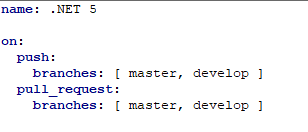 name: .NET 5
on:
push:
branches: [ master, develop ]
pull_request:
branches: [ master, develop ]